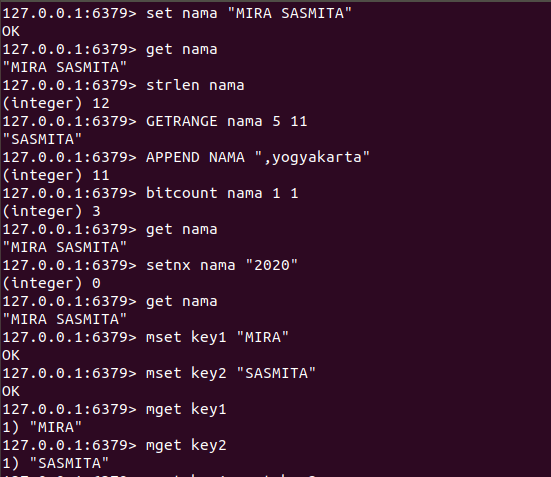 127.0.0.1:6379> set nama "MIRA SASMITA"
OK
127.0.0.1:6379> get nama
"MIRA SASMITA"
127.0.0.1:6379> strlen nama
(integer) 12
127.0.0.1:6379> GETRANGE nama 5 11
"SASMITA"
127.0.0.1:6379> APPEND NAMA ",yogyakarta"
(integer) 11
127.0.0.1:6379> bitcount nama 1 1
(integer) 3
127.0.0.1:6379> get nama
"MIRA SASMITA"
127.0.0.1:6379> setnx nama "2020"
(integer) 0
127.0.0.1:6379> get nama
"MIRA SASMITA"
127.0.0.1:6379> mset key1 "MIRA"
OK
127.0.0.1:6379> mset key2 "SASMITA"
OK
127.0.0.1:6379> mget key1
1) "MIRA"
127.0.0.1:6379> mget key2
1) "SASMITA"